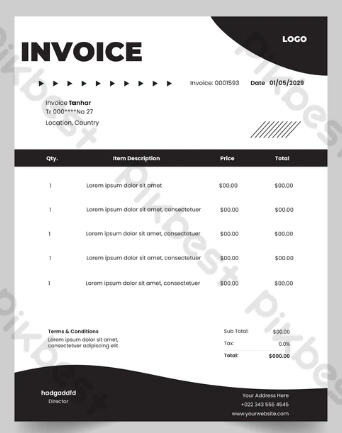 LOGO
INVOICE
Invoice: 0001593 Date 01/05/2029
Invoice Tanhar
Tr 000****No 27
Location, Country
Qty. Item Description Price Total
1 Lorem ipsum dolor sit amet $00.00 $00.00
1 Lorem ipsum dolor sit amet, consectetuer $00.00 $00.00
1 Lorem ipsum dolor sit amet, consectetuer $00.00 $00.00
1 Lorem ipsum dolor sit amet, consectetuer $00.00 $00.00
1 Lorem ipsum dolor sit amet, consectetuer $00.00 $00.00
Terms & Conditions
Lorem ipsum dolor sit amet,
consectetuer adipiscing elit.
Sub Total: $00.00
Tax: 0.0%
Total: $000.00
hadgaddfd
Director
Your Address Here
+022 343 555 4545
www.yourwebsite.com
pikbest
pikbest
pikbest
pikbest
pikbest